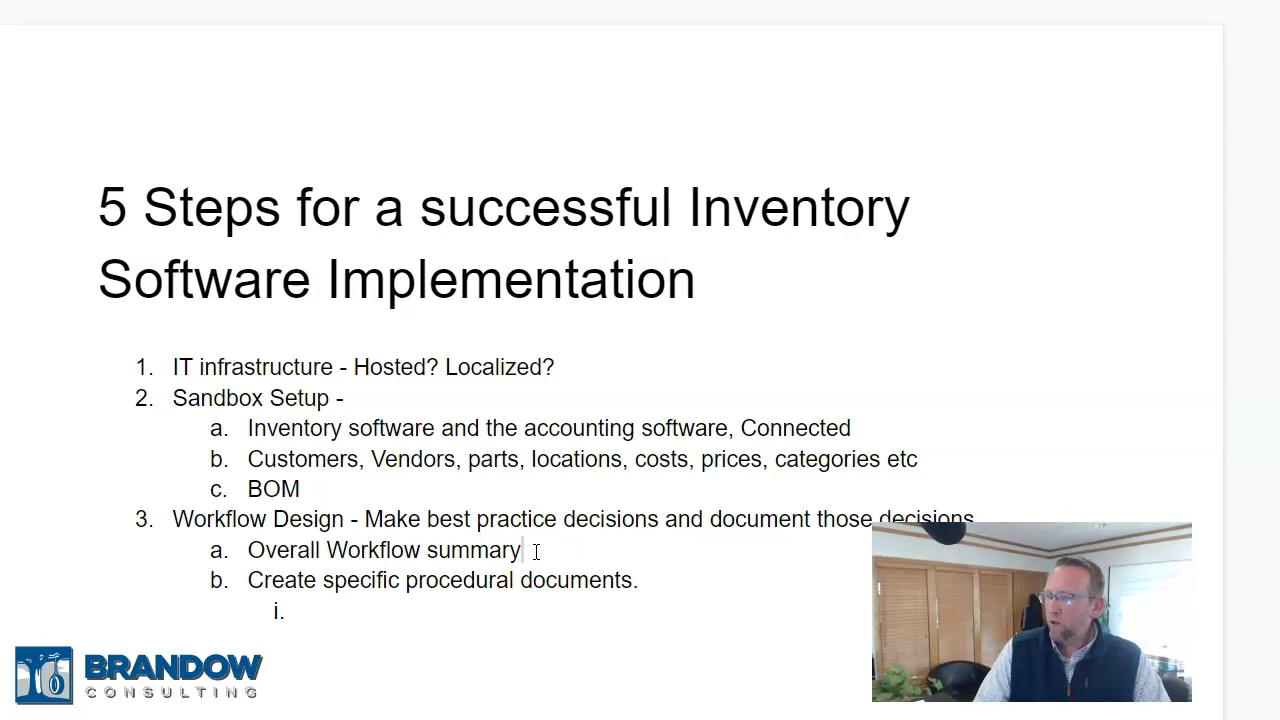 5 Steps for a successful Inventory
Software Implementation
1. IT infrastructure - Hosted? Localized?
2. Sandbox Setup -
a. Inventory software and the accounting software, Connected
b. Customers, Vendors, parts, locations, costs, prices, categories etc
c. BOM
3. Workflow Design - Make best practice decisions and document those decisions
a. Overall Workflow summary
b. Create specific procedural documents.
i.
BRANDOW
CONSULTING